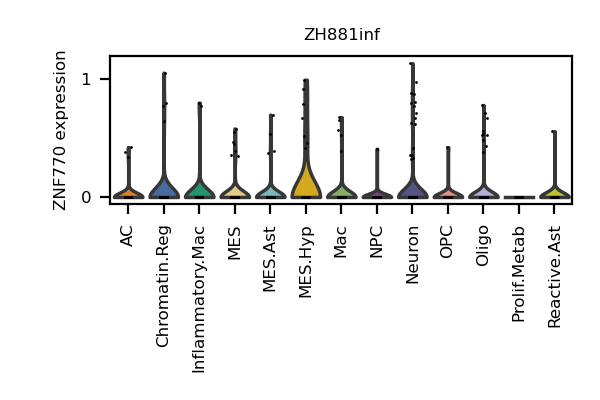 ZH881inf
ZNF770 expression
1
0
AC
Chromatin.Reg
Inflammatory.Mac
MES
MES.Ast
MES.Hyp
Mac
NPC
Neuron
OPC
Oligo
Prolif.Metab
Reactive.Ast